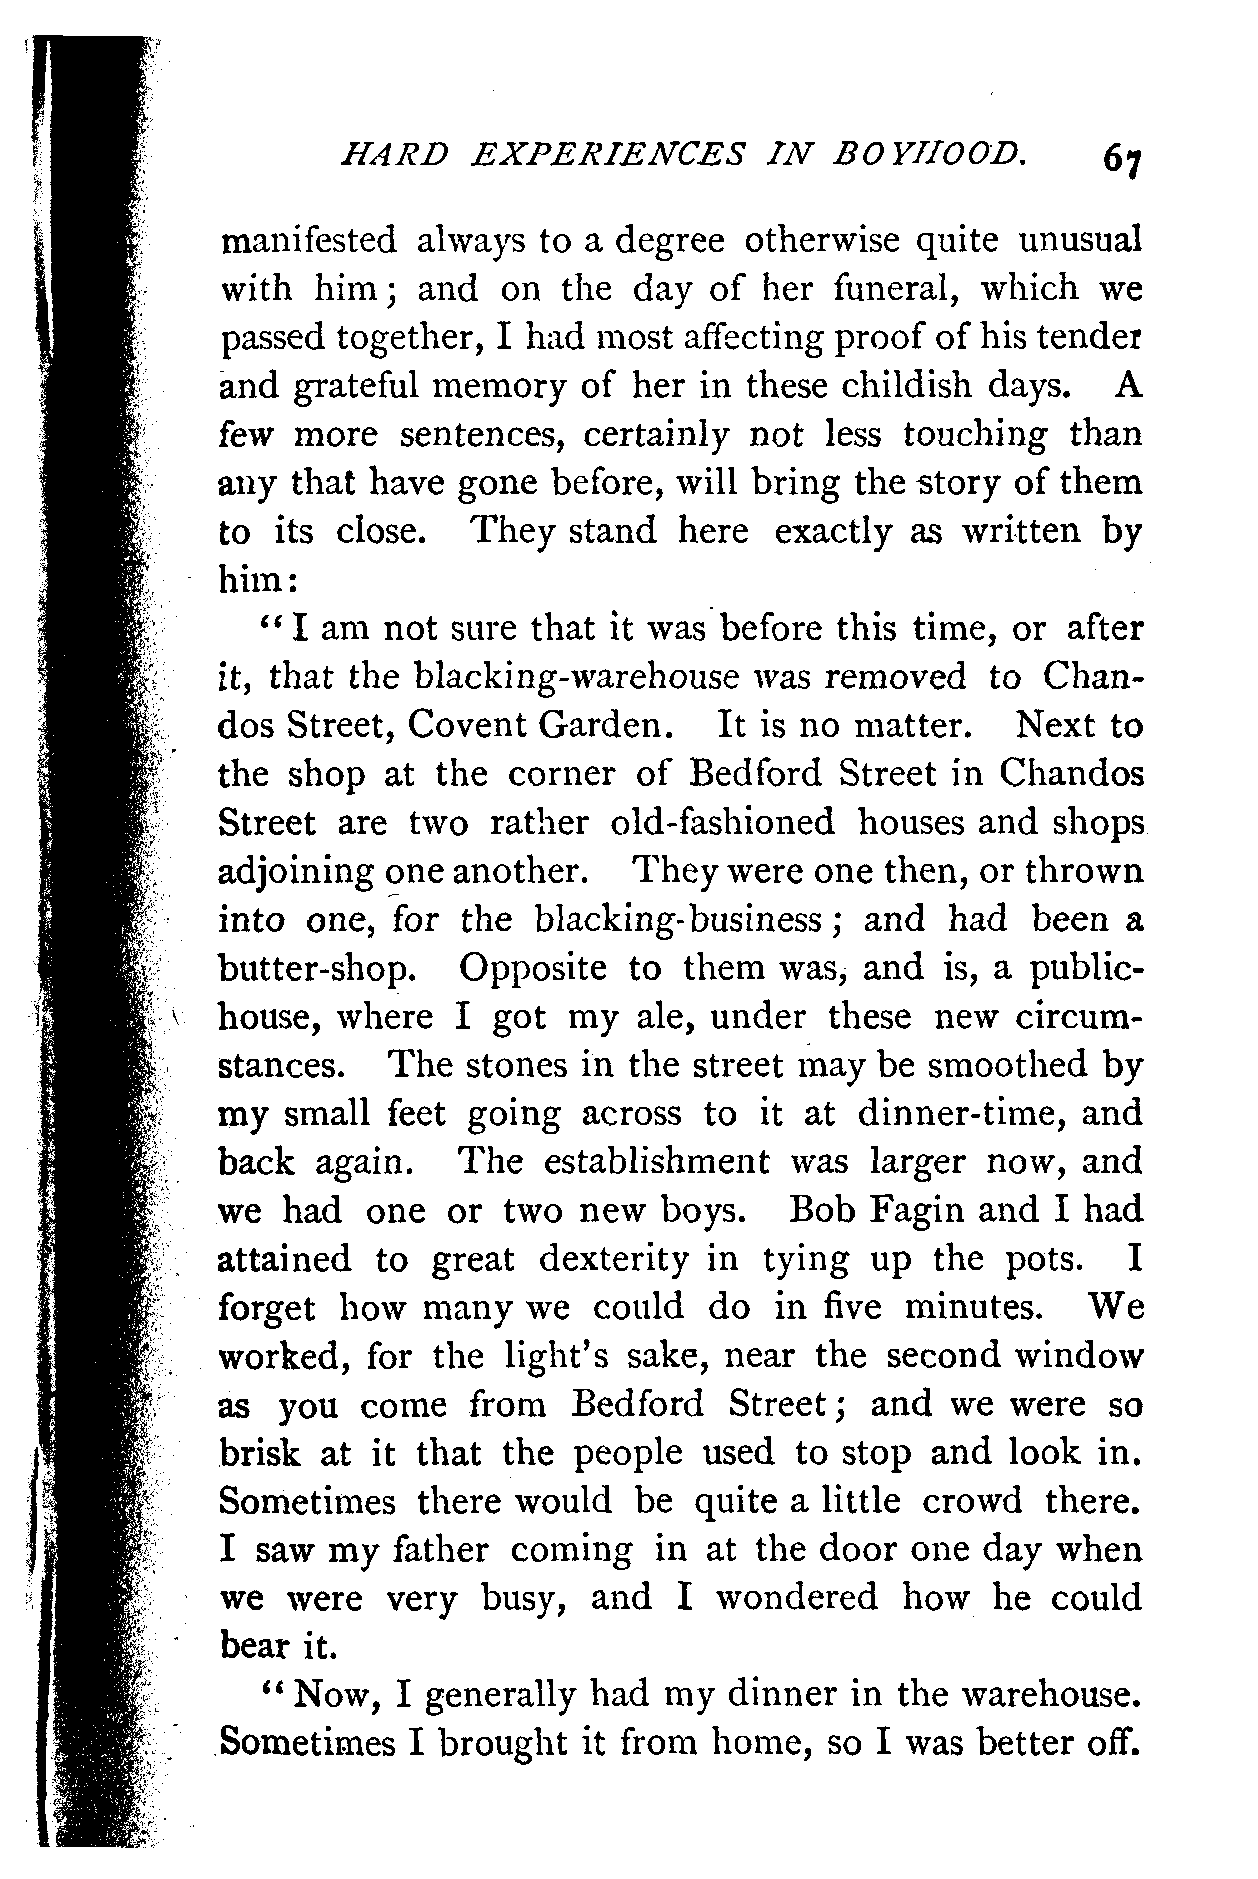 HARD EXPERIENCES IN BOYHOOD. 67
manifested always to a degree otherwise quite unusual
with him; and on the day of her funeral, which we
passed together, I had most affecting proof of his tender
and grateful memory of her in these childish days. A
few more sentences, certainly not less touching than
any that have gone before, will bring the story of them
to its close. They stand here exactly as written by
him:
"I am not sure that it was before this time, or after
it, that the blacking-warehouse was removed to Chan-
dos Street, Covent Garden. It is no matter. Next to
the shop at the corner of Bedford Street in Chandos
Street are two rather old-fashioned houses and shops
adjoining one another. They were one then, or thrown
into one, for the blacking-business; and had been a
butter-shop. Opposite to them was, and is, a public-
house, where I got my ale, under these new circum-
stances. The stones in the street may be smoothed by
my small feet going across to it at dinner-time, and
back again. The establishment was larger now, and
we had one or two new boys. Bob Fagin and I had
attained to great dexterity in tying up the pots. I
forget how many we could do in five minutes. We
worked, for the light's sake, near the second window
as you come from Bedford Street; and we were so
brisk at it that the people used to stop and look in.
Sometimes there would be quite a little crowd there.
I saw my father coming in at the door one day when
we were very busy, and I wondered how he could
bear it.
"Now, I generally had my dinner in the warehouse.
Sometimes I brought it from home, so I was better off.